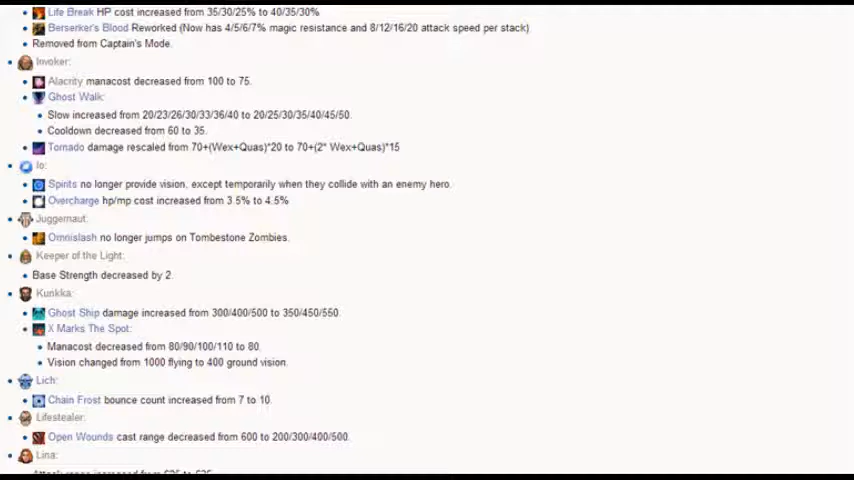 Life Break HP cost increased from 35/30/25% to 40/35/30%
Berserker's Blood Reworked (Now has 4/5/6/7% magic resistance and 8/12/16/20 attack speed per stack)
Removed from Captain's Mode.
Invoker:
Alacrity manacost decreased from 100 to 75.
Ghost Walk:
Slow increased from 20/23/26/30/33/36/40 to 20/25/30/35/40/45/50.
Cooldown decreased from 60 to 35.
Tornado damage rescaled from 70+(Wex+Quas)*20 to 70+(2* Wex+Quas)*15
Io:
Spirits no longer provide vision, except temporarily when they collide with an enemy hero.
Overcharge hp/mp cost increased from 3.5% to 4.5%
Juggernaut:
Omnislash no longer jumps on Tombestone Zombies.
Keeper of the Light:
Base Strength decreased by 2.
Kunkka:
Ghost Ship damage increased from 300/400/500 to 350/450/550.
X Marks The Spot:
Manacost decreased from 80/90/100/110 to 80.
Vision changed from 1000 flying to 400 ground vision.
Lich:
Chain Frost bounce count increased from 7 to 10.
Lifestealer:
Open Wounds cast range decreased from 600 to 200/300/400/500.
Lina: